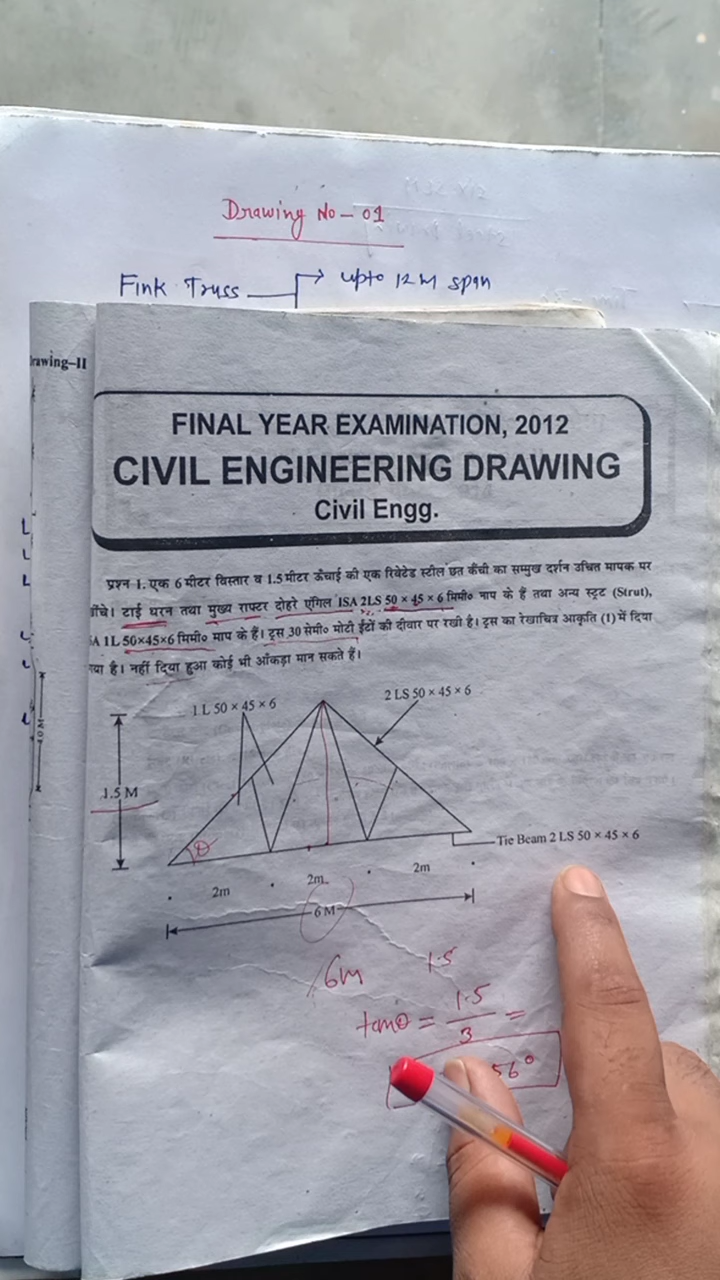 Drawing No - 01
Fink Truss → upto 12 M span
rawing–II
FINAL YEAR EXAMINATION, 2012
CIVIL ENGINEERING DRAWING
Civil Engg.
प्रश्न 1. एक 6 मीटर विस्तार व 1.5 मीटर ऊँचाई की एक रिवेटेड स्टील छत कैंची का सम्मुख दर्शन उचित मापक पर
टाई धरन तथा मुख्य राफ्टर दोहरे एंगिल ISA 2LS 50 × 45 × 6 मिमी० नाप के हैं तथा अन्य स्ट्रट (Strut),
1L 50×45×6 मिमी० माप के हैं। ट्रस 30 सेमी० मोटी ईंटों की दीवार पर रखी है। ट्रस का रेखाचित्र आकृति (1) में दिया
है। नहीं दिया हुआ कोई भी आँकड़ा मान सकते हैं।
1 L 50 × 45 × 6
2 LS 50 × 45 × 6
1.5 M
θ
Tie Beam 2 LS 50 × 45 × 6
2m
2m
2m
6 M
6m
1.5
tanθ = 1.5 / 3 =
56°